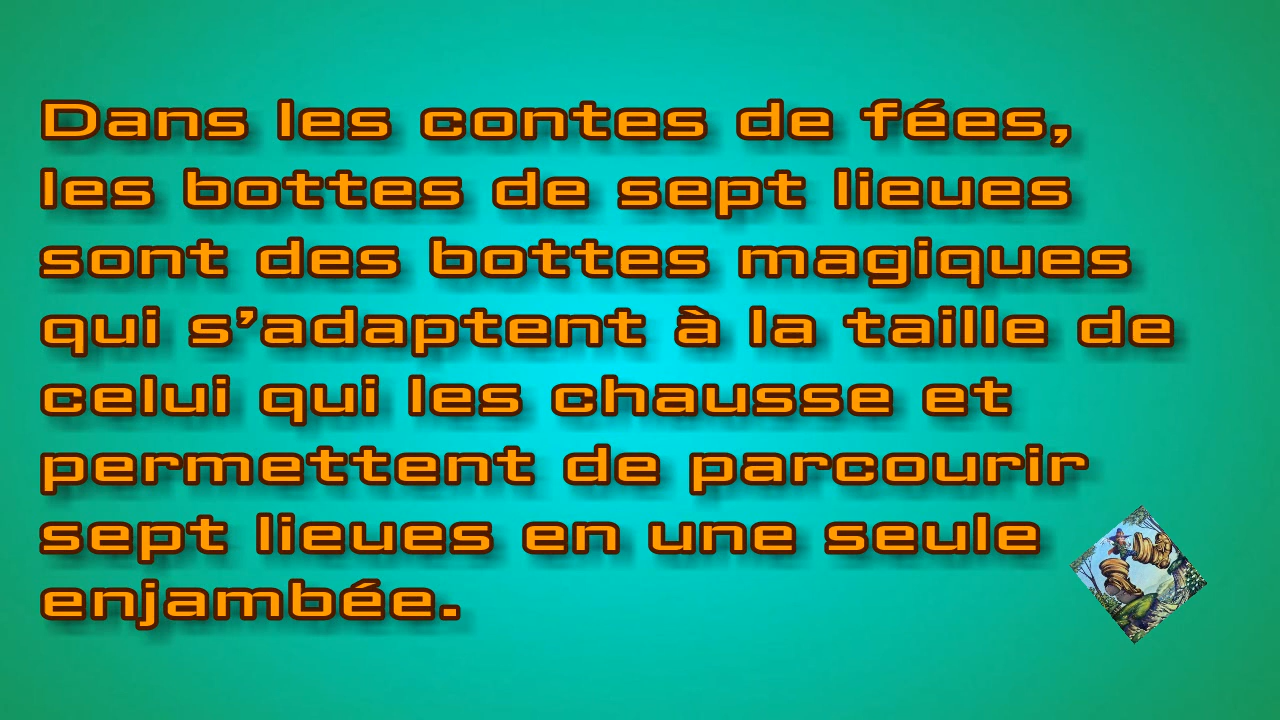 Dans les contes de fées,
les bottes de sept lieues
sont des bottes magiques
qui s’adaptent à la taille de
celui qui les chausse et
permettent de parcourir
sept lieues en une seule
enjambée.